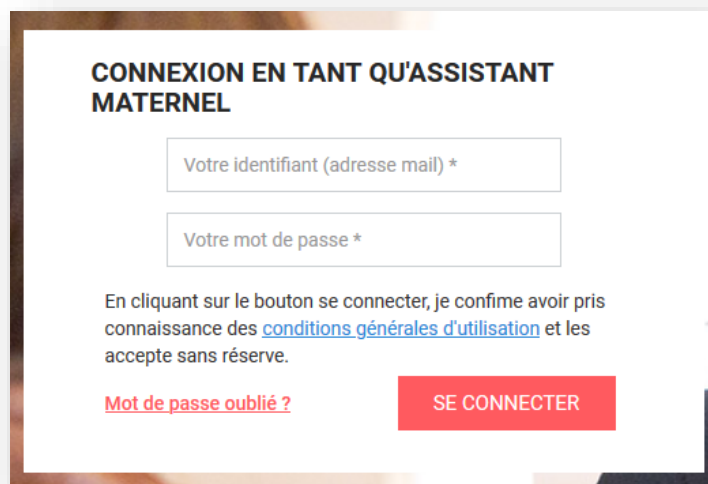 CONNEXION EN TANT QU'ASSISTANT
MATERNEL
Votre identifiant (adresse mail) *
Votre mot de passe *
En cliquant sur le bouton se connecter, je confime avoir pris
connaissance des conditions générales d'utilisation et les
accepte sans réserve.
Mot de passe oublié ?
SE CONNECTER